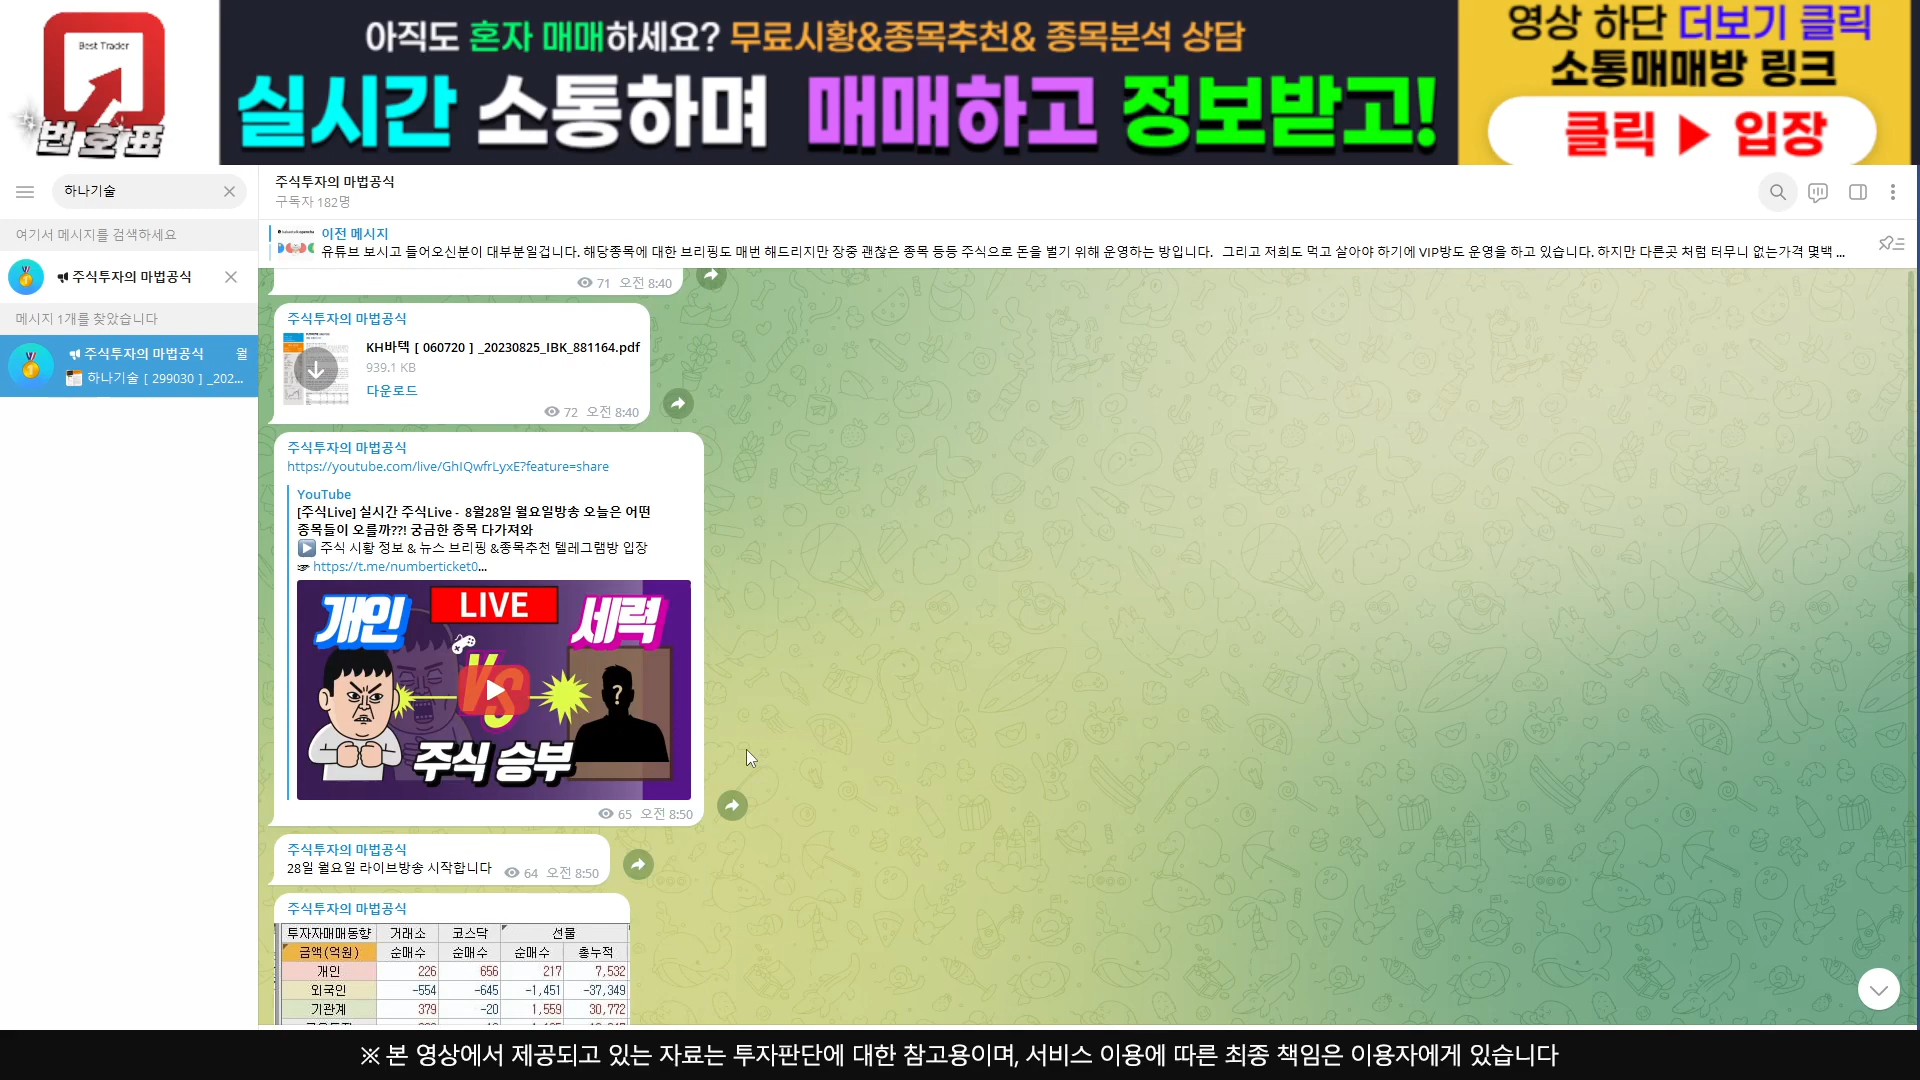 Best Trader
번호표
아직도 혼자 매매하세요? 무료시황&종목추천& 종목분석 상담
실시간 소통하며 매매하고 정보받고!
영상 하단 더보기 클릭
소통매매방 링크
클릭 ▶ 입장
하나기술
여기서 메시지를 검색하세요
주식투자의 마법공식
메시지 1개를 찾았습니다
주식투자의 마법공식 월
하나기술 [ 299030 ] _202...
주식투자의 마법공식
구독자 182명
이전 메시지
유튜브 보시고 들어오신분이 대부분일겁니다. 해당종목에 대한 브리핑도 매번 해드리지만 장중 괜찮은 종목 등등 주식으로 돈을 벌기 위해 운영하는 방입니다. 그리고 저희도 먹고 살아야 하기에 VIP방도 운영을 하고 있습니다. 하지만 다른곳 처럼 터무니 없는가격 몇백 ...
71 오전 8:40
주식투자의 마법공식
KH바텍 [ 060720 ] _20230825_IBK_881164.pdf
939.1 KB
다운로드
72 오전 8:40
주식투자의 마법공식
https://youtube.com/live/GhIQwfrLyxE?feature=share
YouTube
[주식Live] 실시간 주식Live - 8월28일 월요일방송 오늘은 어떤
종목들이 오를까??! 궁금한 종목 다가져와
주식 시황 정보 & 뉴스 브리핑 &종목추천 텔레그램방 입장
☞ https://t.me/numberticket0...
개인 LIVE 세력
VS ?
주식 승부
65 오전 8:50
주식투자의 마법공식
28일 월요일 라이브방송 시작합니다 64 오전 8:50
주식투자의 마법공식
투자자매매동향 거래소 코스닥 선물
금액(억원) 순매수 순매수 순매수 총누적
개인 226 656 217 7,532
외국인 -554 -645 -1,451 -37,349
기관계 379 -20 1,559 30,772
※ 본 영상에서 제공되고 있는 자료는 투자판단에 대한 참고용이며, 서비스 이용에 따른 최종 책임은 이용자에게 있습니다